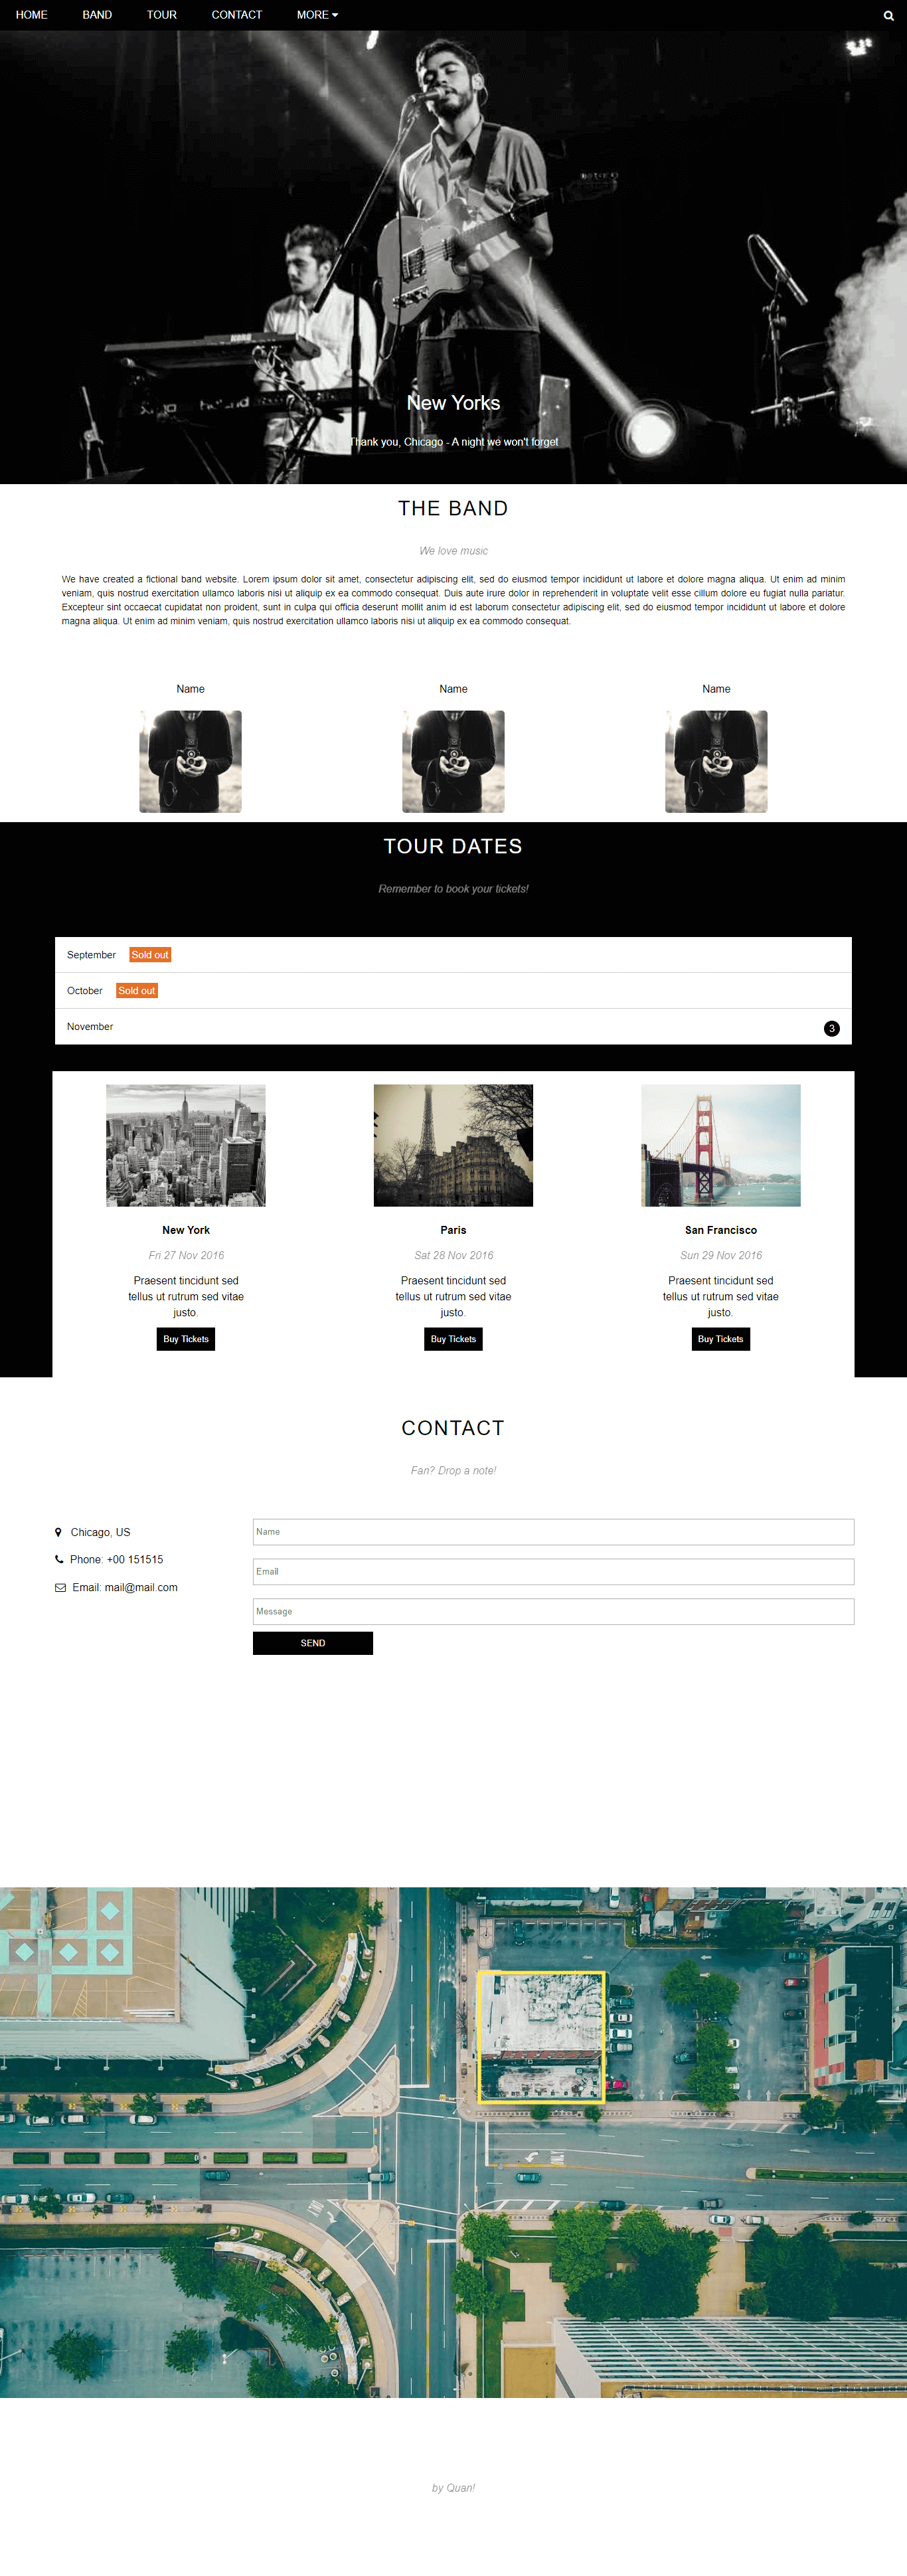 HOME BAND TOUR CONTACT MORE
KORG
New Yorks
Thank you, Chicago - A night we won't forget
THE BAND
We love music
We have created a fictional band website. Lorem ipsum dolor sit amet, consectetur adipiscing elit, sed do eiusmod tempor incididunt ut labore et dolore magna aliqua. Ut enim ad minim
veniam, quis nostrud exercitation ullamco laboris nisi ut aliquip ex ea commodo consequat. Duis aute irure dolor in reprehenderit in voluptate velit esse cillum dolore eu fugiat nulla pariatur.
Excepteur sint occaecat cupidatat non proident, sunt in culpa qui officia deserunt mollit anim id est laborum consectetur adipiscing elit, sed do eiusmod tempor incididunt ut labore et dolore
magna aliqua. Ut enim ad minim veniam, quis nostrud exercitation ullamco laboris nisi ut aliquip ex ea commodo consequat.
Name Name Name
TOUR DATES
Remember to book your tickets!
September Sold out
October Sold out
November 3
New York Paris San Francisco
Fri 27 Nov 2016 Sat 28 Nov 2016 Sun 29 Nov 2016
Praesent tincidunt sed Praesent tincidunt sed Praesent tincidunt sed
tellus ut rutrum sed vitae tellus ut rutrum sed vitae tellus ut rutrum sed vitae
justo. justo. justo.
Buy Tickets Buy Tickets Buy Tickets
CONTACT
Fan? Drop a note!
Chicago, US
Phone: +00 151515
Email: mail@mail.com
Name
Email
Message
SEND
by Quan!